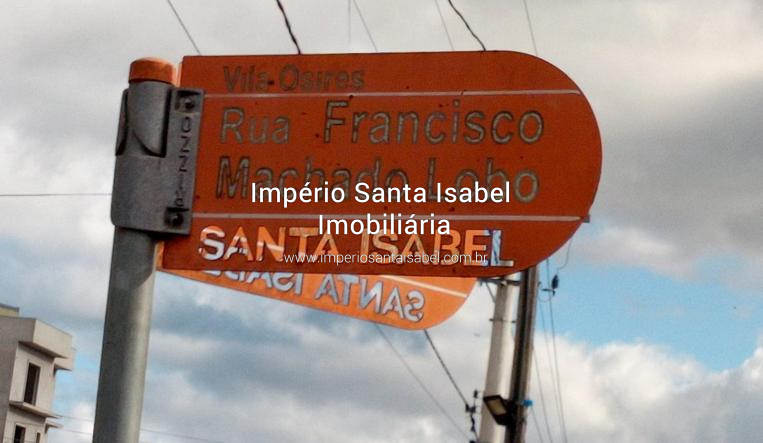 Vila Osires
Rua Francisco
Machado Lobo
Império Santa Isabel
Imobiliária
SANTA ISABEL
www.imperiosantaisabel.com.br
SANTA ISABEL